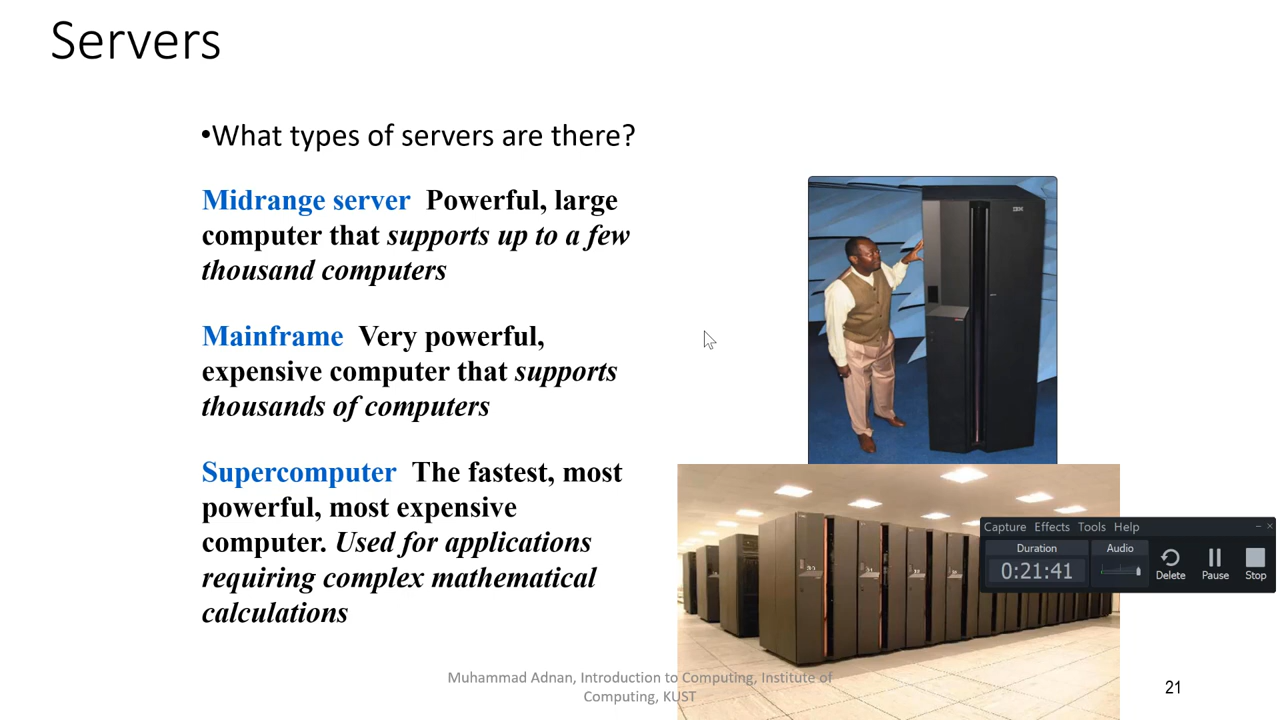 Servers
•What types of servers are there?
Midrange server Powerful, large
computer that supports up to a few
thousand computers
Mainframe Very powerful,
expensive computer that supports
thousands of computers
Supercomputer The fastest, most
powerful, most expensive
computer. Used for applications
requiring complex mathematical
calculations
IBM
Capture Effects Tools Help
Duration
0:21:41
Audio
Delete
Pause
Stop
Muhammad Adnan, Introduction to Computing, Institute of
Computing, KUST
21